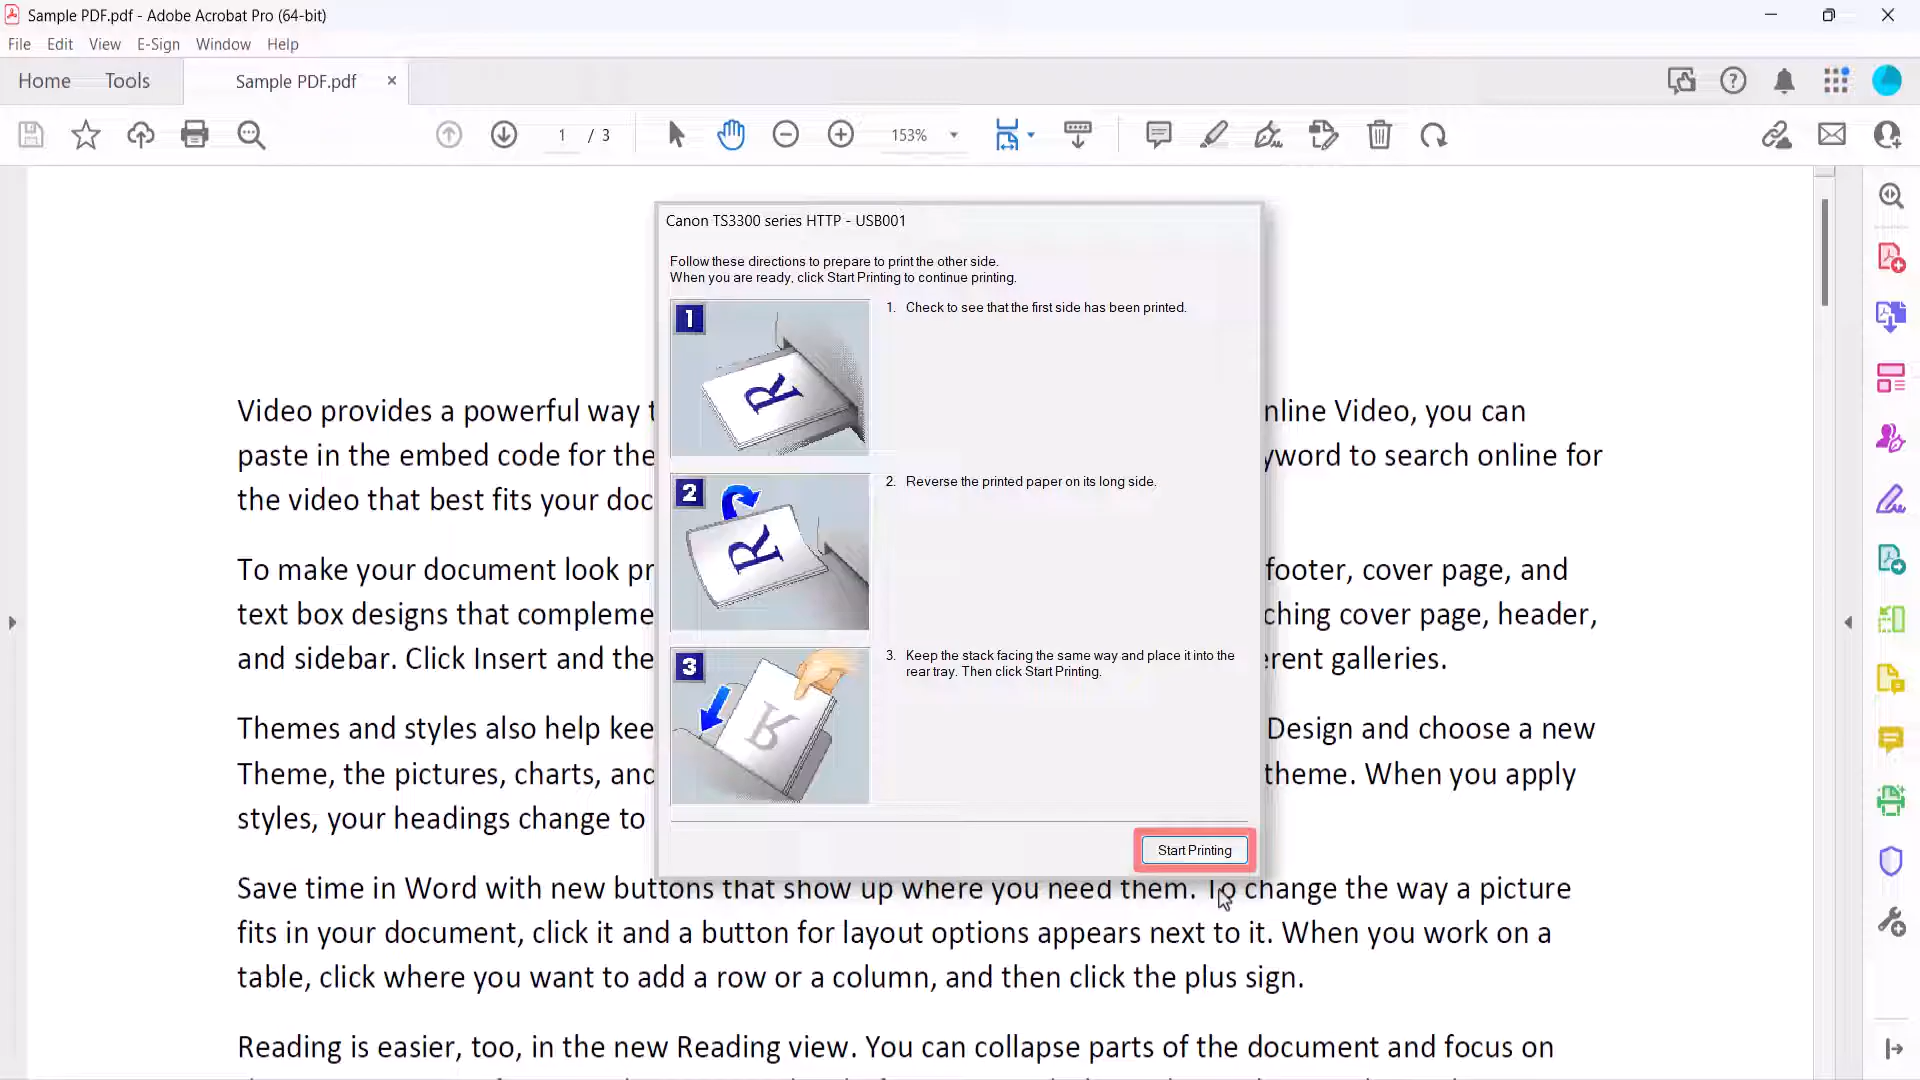 Sample PDF.pdf - Adobe Acrobat Pro (64-bit)
File Edit View E-Sign Window Help
Home Tools Sample PDF.pdf ×
1 / 3 153%
Canon TS3300 series HTTP - USB001
Follow these directions to prepare to print the other side.
When you are ready, click Start Printing to continue printing.
1
R
1. Check to see that the first side has been printed.
2
R
2. Reverse the printed paper on its long side.
3
R
3. Keep the stack facing the same way and place it into the
rear tray. Then click Start Printing.
Start Printing
Video provides a powerful way nline Video, you can
paste in the embed code for the yword to search online for
the video that best fits your doc
To make your document look pr footer, cover page, and
text box designs that compleme ching cover page, header,
and sidebar. Click Insert and the rent galleries.
Themes and styles also help kee Design and choose a new
Theme, the pictures, charts, and theme. When you apply
styles, your headings change to
Save time in Word with new buttons that show up where you need them. To change the way a picture
fits in your document, click it and a button for layout options appears next to it. When you work on a
table, click where you want to add a row or a column, and then click the plus sign.
Reading is easier, too, in the new Reading view. You can collapse parts of the document and focus on